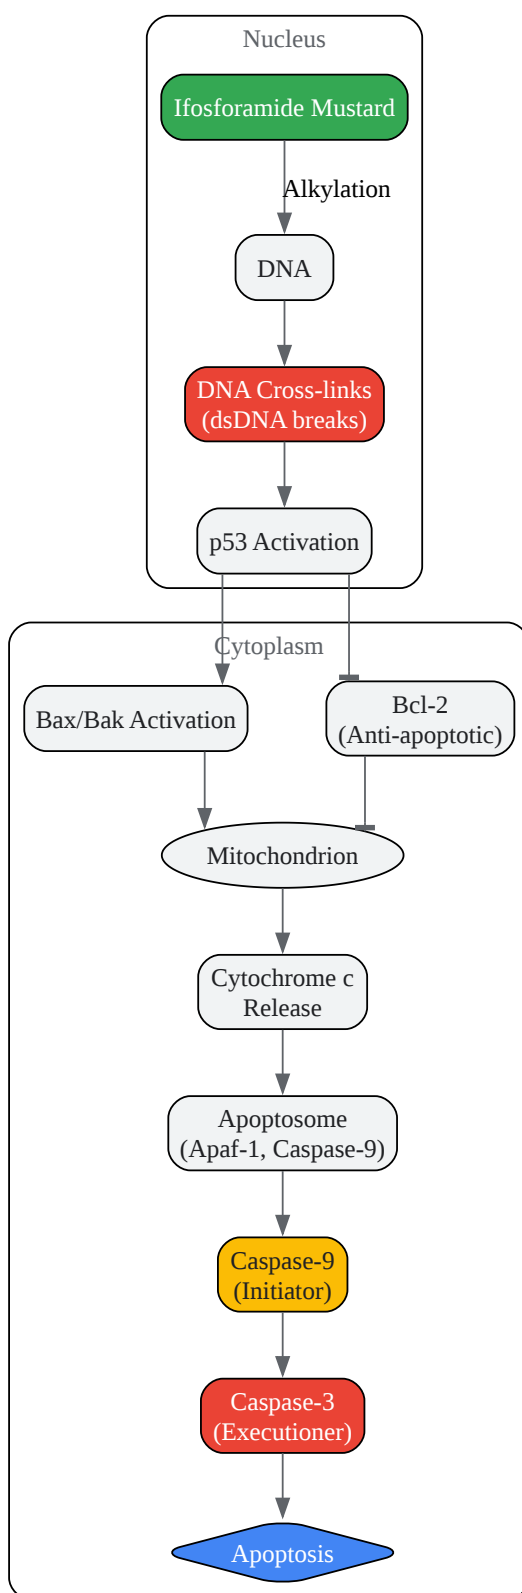 Nucleus
Ifosforamide Mustard
Alkylation
DNA
DNA Cross-links
(dsDNA breaks)
p53 Activation
Cytoplasm
Bax/Bak Activation
Bcl-2
(Anti-apoptotic)
Mitochondrion
Cytochrome c
Release
Apoptosome
(Apaf-1, Caspase-9)
Caspase-9
(Initiator)
Caspase-3
(Executioner)
Apoptosis